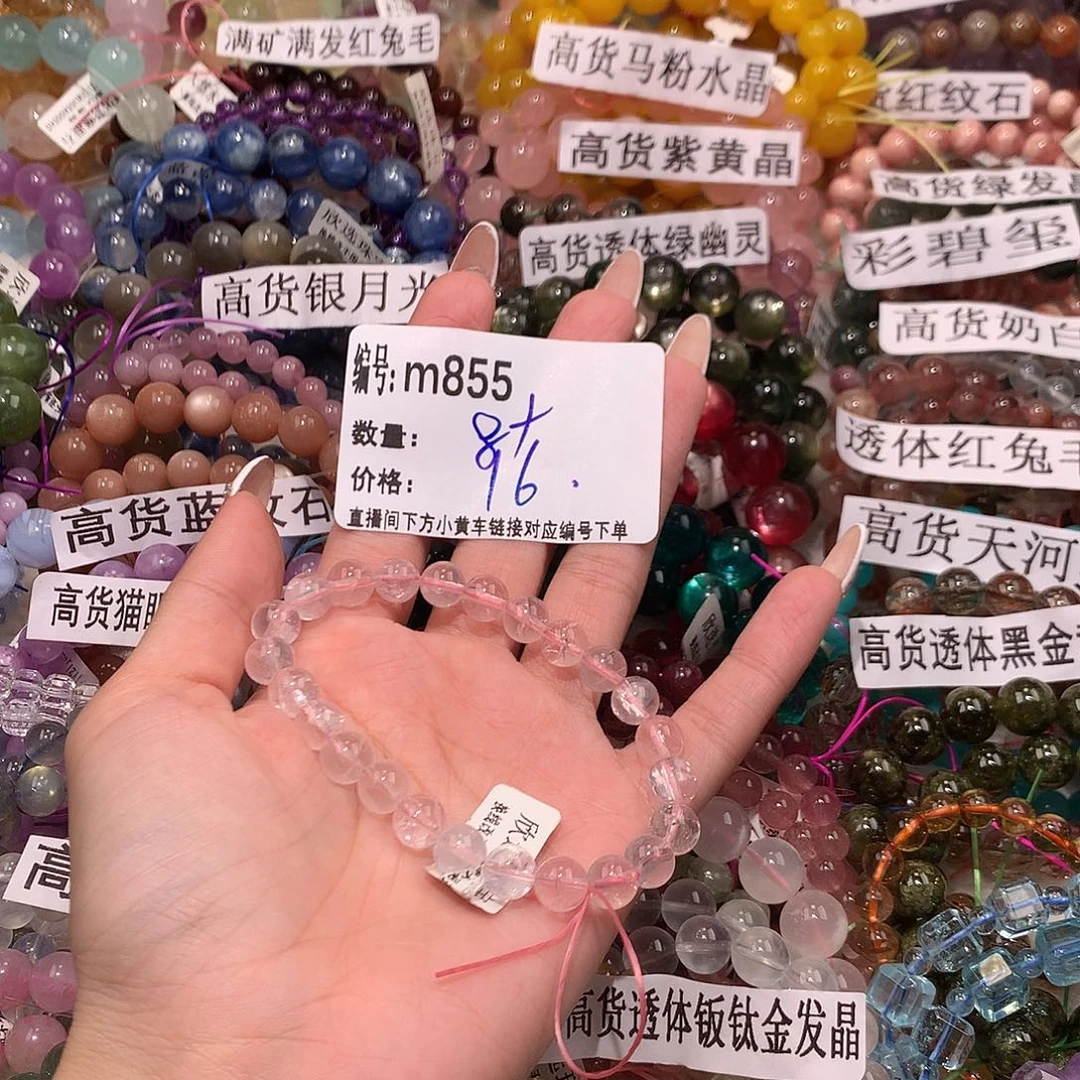 满矿满发红兔毛
高货马粉水晶
红纹石
高货紫黄晶
高货绿发晶
高货透体绿幽灵
彩碧玺
高货银月光
高货奶白
编号:m855
数量:
价格:
直播间下方小黄车链接对应编号下单
透体红兔毛
高货蓝纹石
高货天河
高货猫眼
高货透体黑金
欣
高
高货透体钣钛金发晶